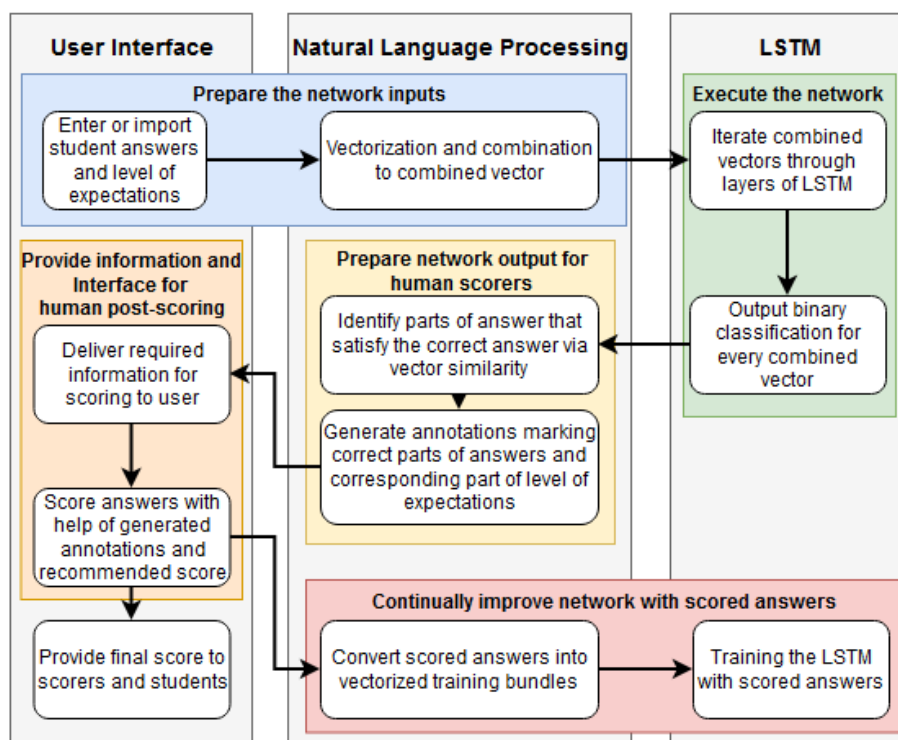 User Interface
Natural Language Processing
LSTM
Prepare the network inputs
Execute the network
Enter or import
student answers
and level of
expectations
Vectorization and combination
to combined vector
Iterate combined
vectors through
layers of LSTM
Provide information and
Interface for
human post-scoring
Prepare network output for
human scorers
Output binary
classification for
every combined
vector
Identify parts of answer that
satisfy the correct answer via
vector similarity
Deliver required
information for
scoring to user
Generate annotations marking
correct parts of answers and
corresponding part of level of
expectations
Score answers with
help of generated
annotations and
recommended score
Continually improve network with scored answers
Provide final score to
scorers and students
Convert scored answers into
vectorized training bundles
Training the LSTM
with scored answers